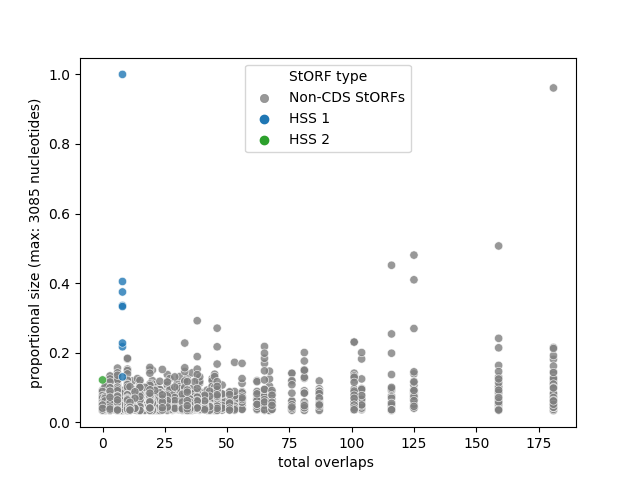 StORF type
Non-CDS StORFs
HSS 1
HSS 2
proportional size (max: 3085 nucleotides)
1.0
0.8
0.6
0.4
0.2
0.0
0 25 50 75 100 125 150 175
total overlaps